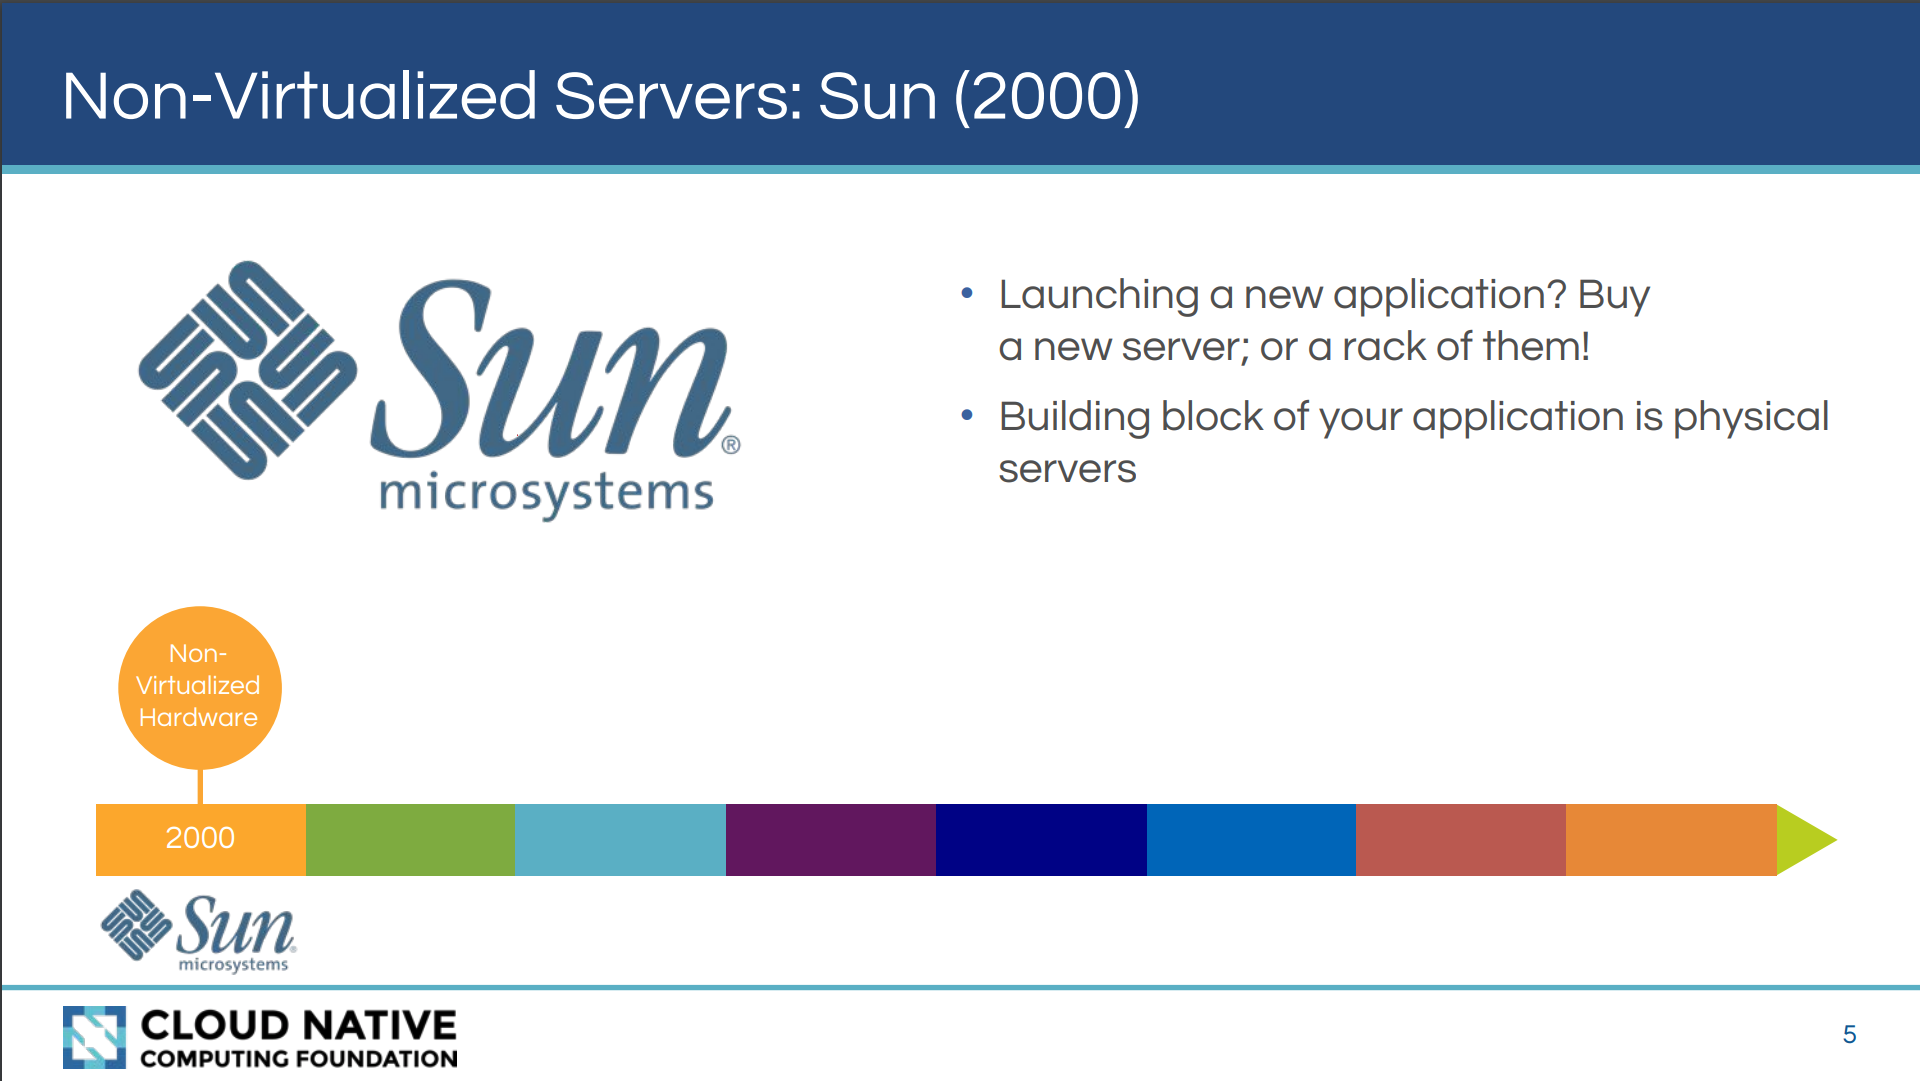 Non-Virtualized Servers: Sun (2000)
Sun®
microsystems
• Launching a new application? Buy
a new server; or a rack of them!
• Building block of your application is physical
servers
Non-
Virtualized
Hardware
2000
Sun
microsystems
CLOUD NATIVE
COMPUTING FOUNDATION
5